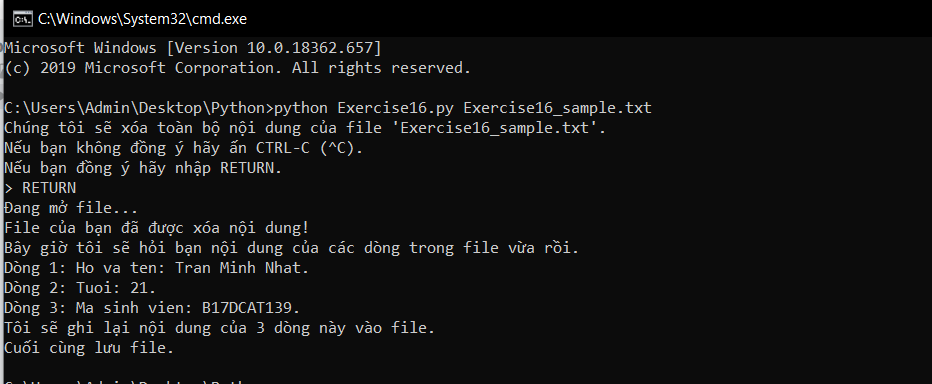 C:\Windows\System32\cmd.exe
Microsoft Windows [Version 10.0.18362.657]
(c) 2019 Microsoft Corporation. All rights reserved.
C:\Users\Admin\Desktop\Python>python Exercise16.py Exercise16_sample.txt
Chúng tôi sẽ xóa toàn bộ nội dung của file 'Exercise16_sample.txt'.
Nếu bạn không đồng ý hãy ấn CTRL-C (^C).
Nếu bạn đồng ý hãy nhập RETURN.
> RETURN
Đang mở file...
File của bạn đã được xóa nội dung!
Bây giờ tôi sẽ hỏi bạn nội dung của các dòng trong file vừa rồi.
Dòng 1: Ho va ten: Tran Minh Nhat.
Dòng 2: Tuoi: 21.
Dòng 3: Ma sinh vien: B17DCAT139.
Tôi sẽ ghi lại nội dung của 3 dòng này vào file.
Cuối cùng lưu file.